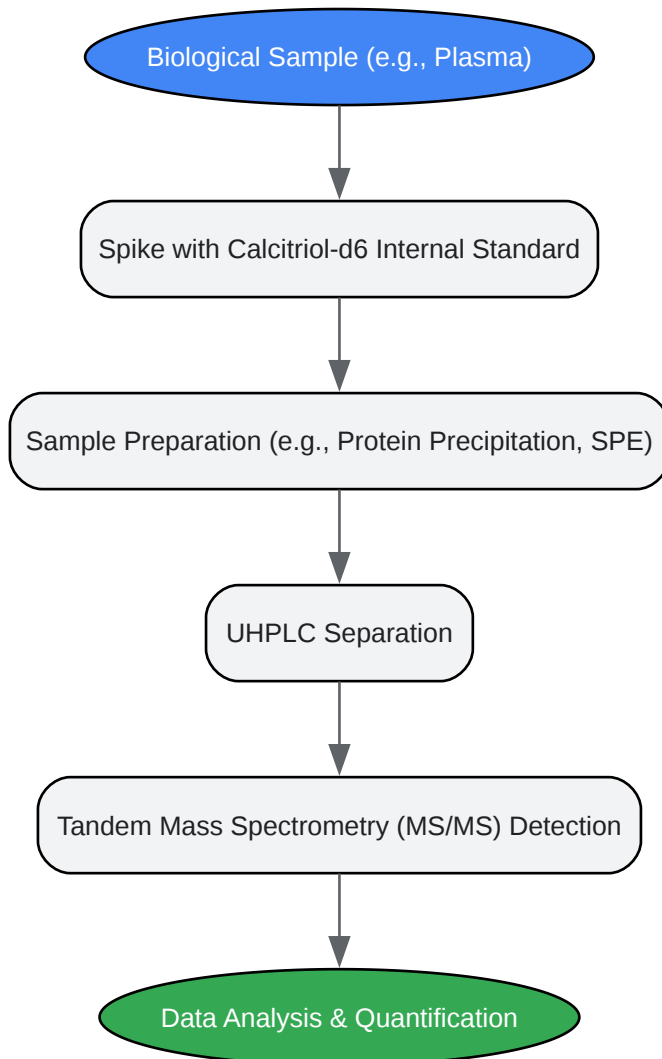 Biological Sample (e.g., Plasma)
Spike with Calcitriol-d6 Internal Standard
Sample Preparation (e.g., Protein Precipitation, SPE)
UHPLC Separation
Tandem Mass Spectrometry (MS/MS) Detection
Data Analysis & Quantification